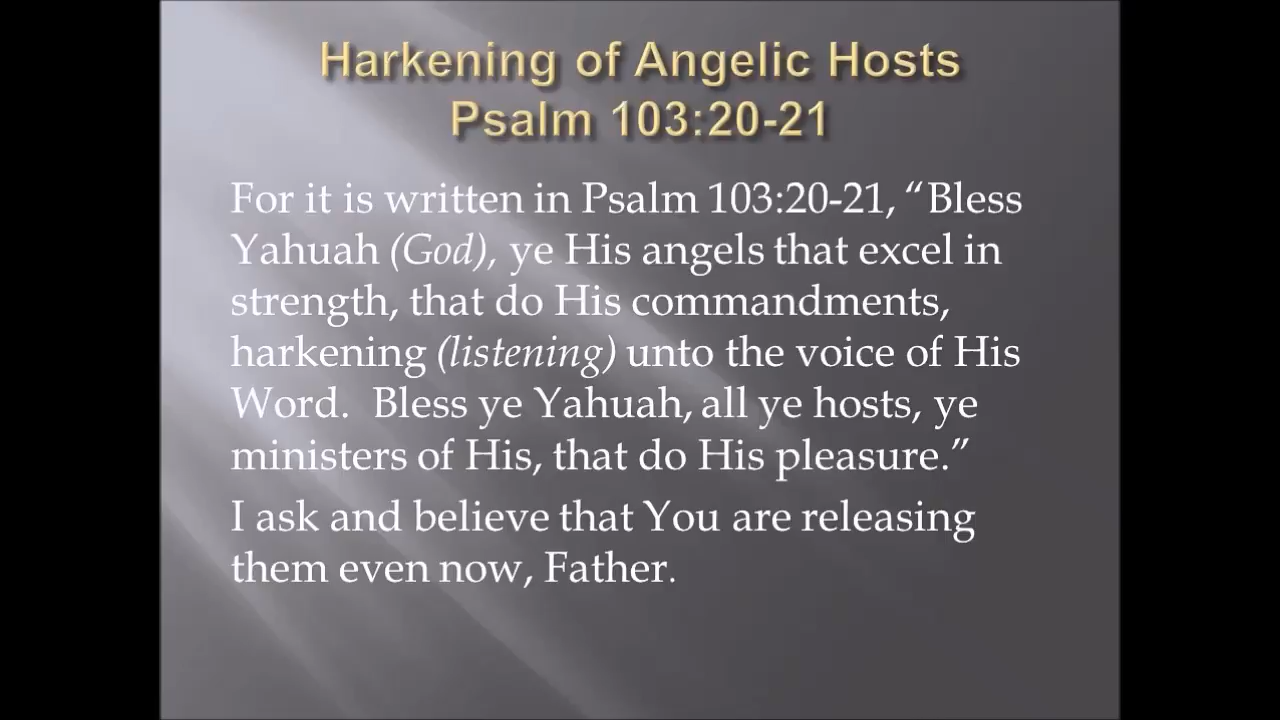 Harkening of Angelic Hosts
Psalm 103:20-21
For it is written in Psalm 103:20-21, “Bless
Yahuah (God), ye His angels that excel in
strength, that do His commandments,
harkening (listening) unto the voice of His
Word.  Bless ye Yahuah, all ye hosts, ye
ministers of His, that do His pleasure.”
I ask and believe that You are releasing
them even now, Father.